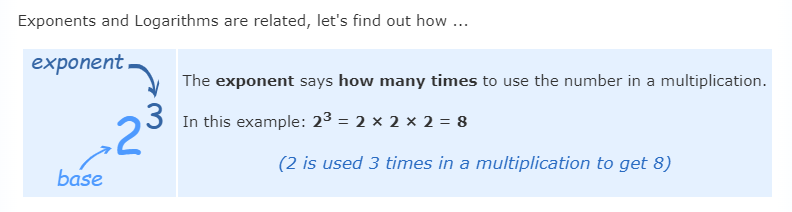 Exponents and Logarithms are related, let's find out how ...
exponent
2³
base
The exponent says how many times to use the number in a multiplication.
In this example: 2³ = 2 × 2 × 2 = 8
(2 is used 3 times in a multiplication to get 8)